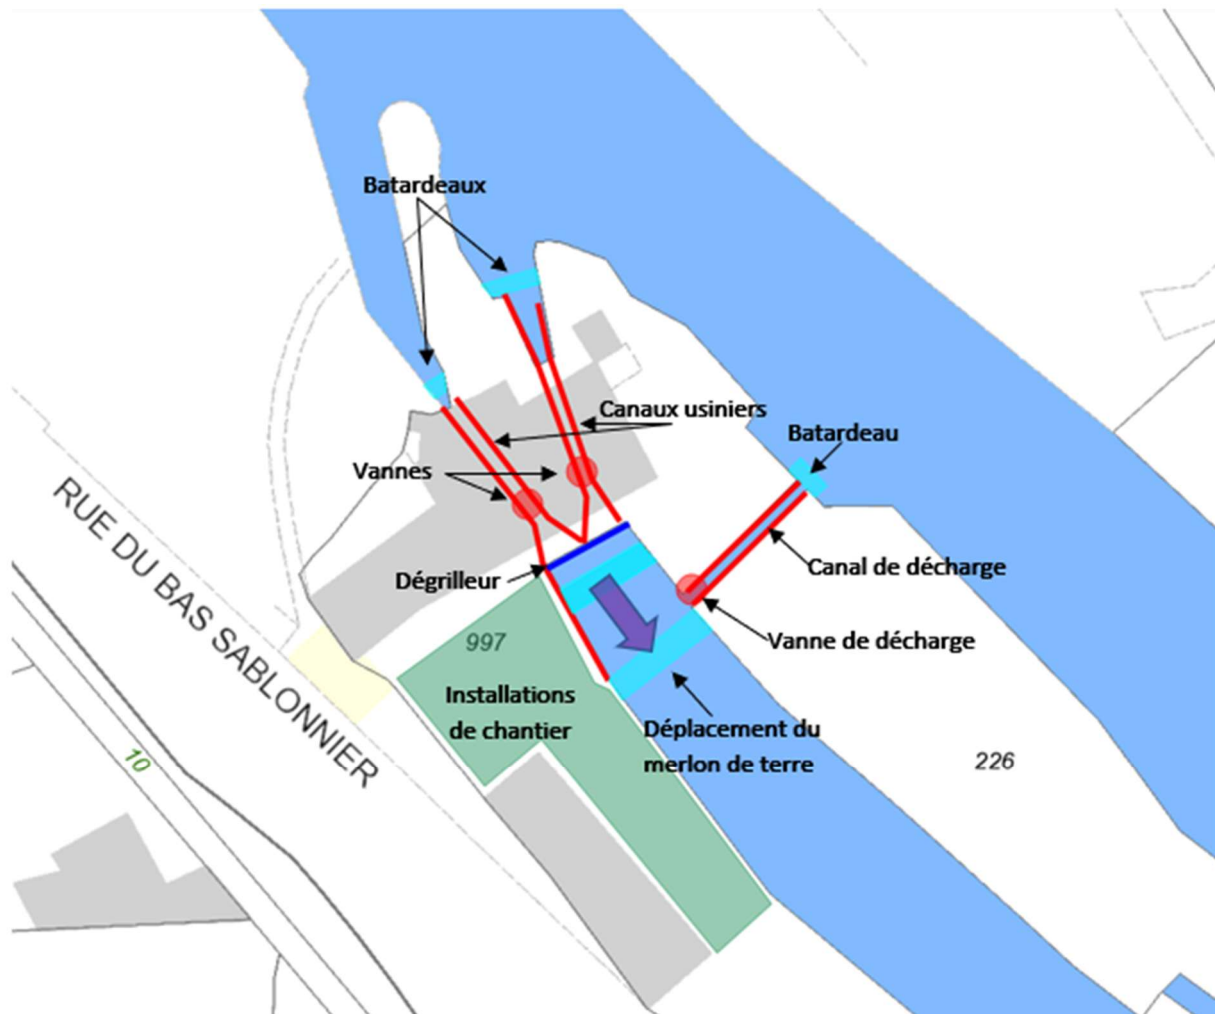 Batardeaux
Canaux usiniers
Batardeau
Vannes
RUE DU BAS SABLONNIER
Canal de décharge
Dégrilleur
997
Vanne de décharge
Installations
de chantier
Déplacement du
merlon de terre
10
226